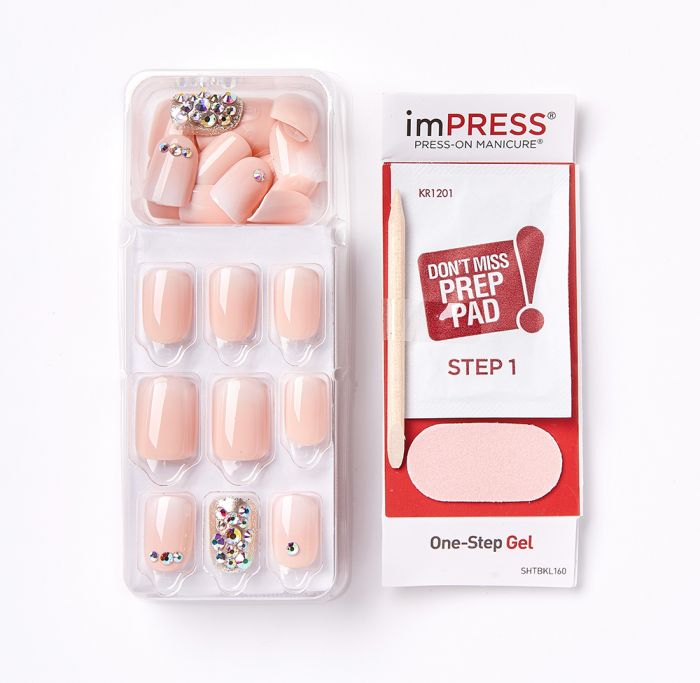 imPRESS®
PRESS-ON MANICURE®
KR1201
DON'T MISS
PREP
PAD
STEP 1
One-Step Gel
SHTBKL160